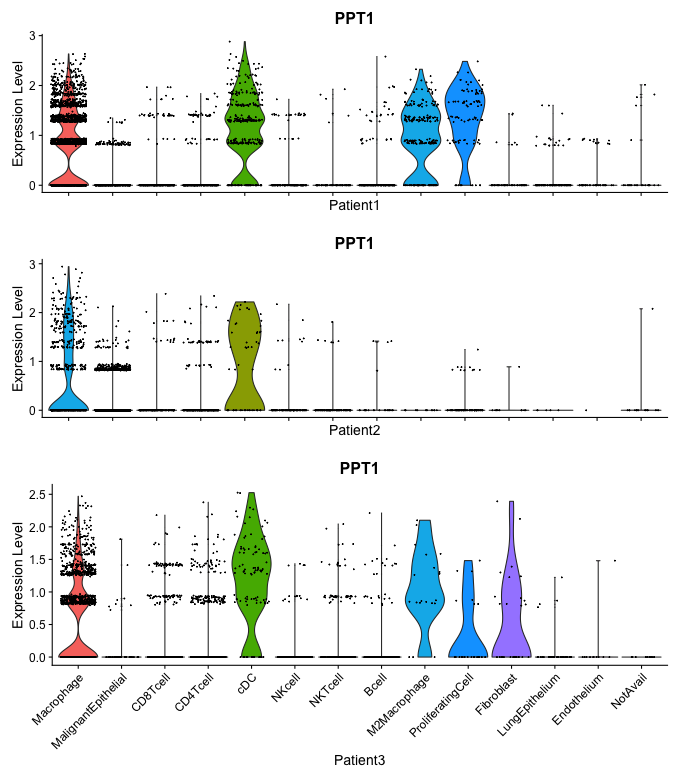 PPT1
Expression Level
3
2
1
0
Patient1
PPT1
Expression Level
3
2
1
0
Patient2
PPT1
Expression Level
2.5
2.0
1.5
1.0
0.5
0.0
Macrophage
MalignantEpithelial
CD8Tcell
CD4Tcell
cDC
NKcell
NKTcell
Bcell
M2Macrophage
ProliferatingCell
Fibroblast
LungEpithelium
Endothelium
NotAvail
Patient3